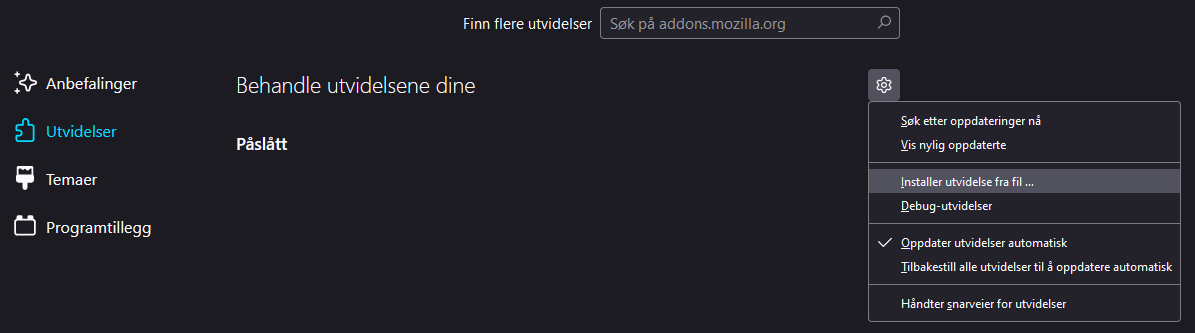 Finn flere utvidelser
Søk på addons.mozilla.org
Anbefalinger
Utvidelser
Temaer
Programtillegg
Behandle utvidelsene dine
Påslått
Søk etter oppdateringer nå
Vis nylig oppdaterte
Installer utvidelse fra fil ...
Debug-utvidelser
Oppdater utvidelser automatisk
Tilbakestill alle utvidelser til å oppdatere automatisk
Håndter snarveier for utvidelser